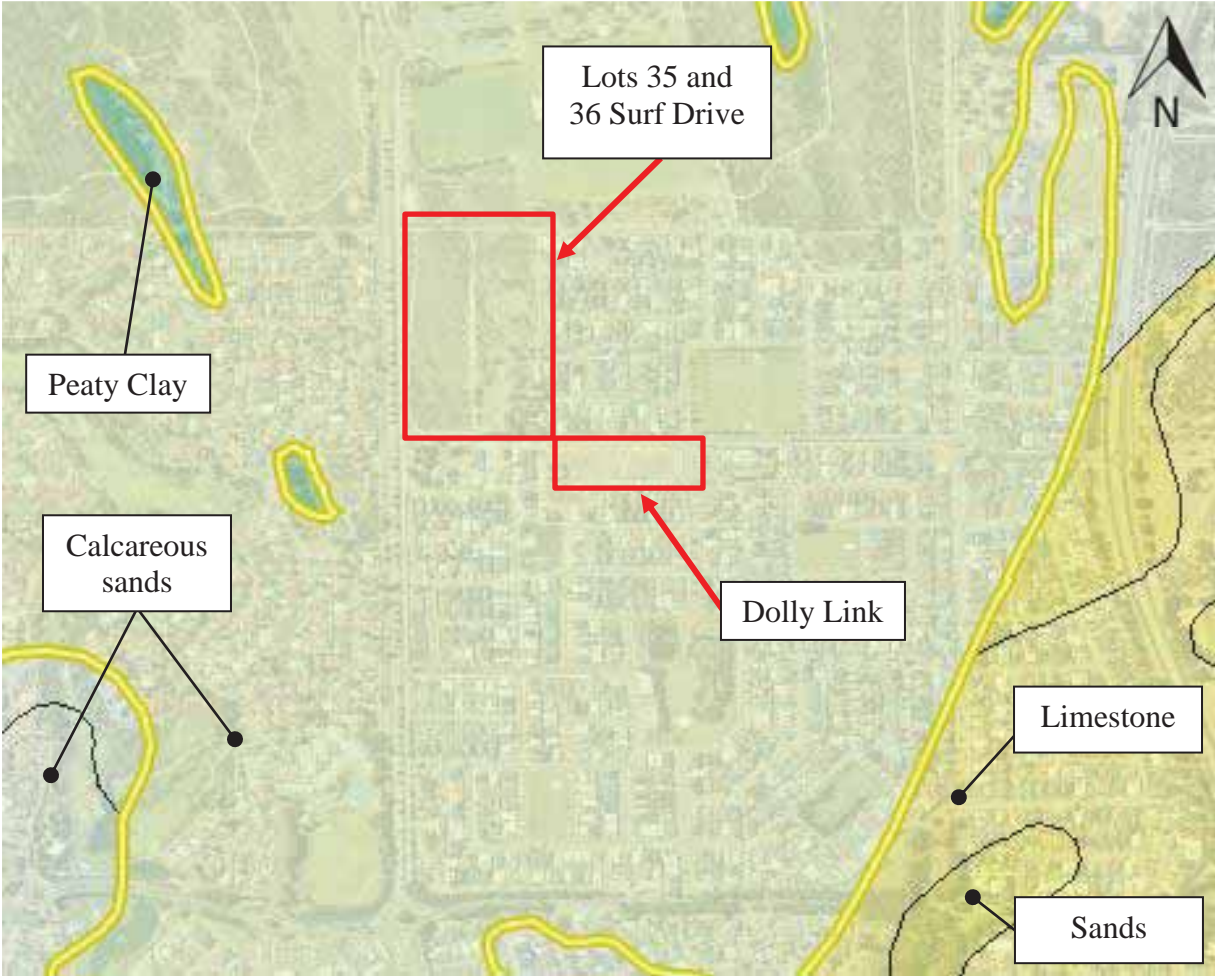 Lots 35 and
36 Surf Drive
N
Peaty Clay
Calcareous
sands
Dolly Link
Limestone
Sands